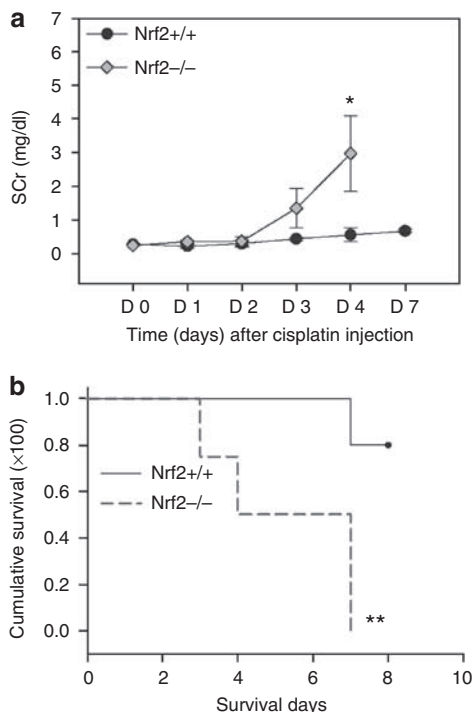 a
7
6
5
4
3
2
1
0
SCr (mg/dl)
Nrf2+/+
Nrf2–/–
*
D 0 D 1 D 2 D 3 D 4 D 7
Time (days) after cisplatin injection
b
1.0
0.8
0.6
0.4
0.2
0.0
Cumulative survival (×100)
Nrf2+/+
Nrf2–/–
**
0 2 4 6 8 10
Survival days